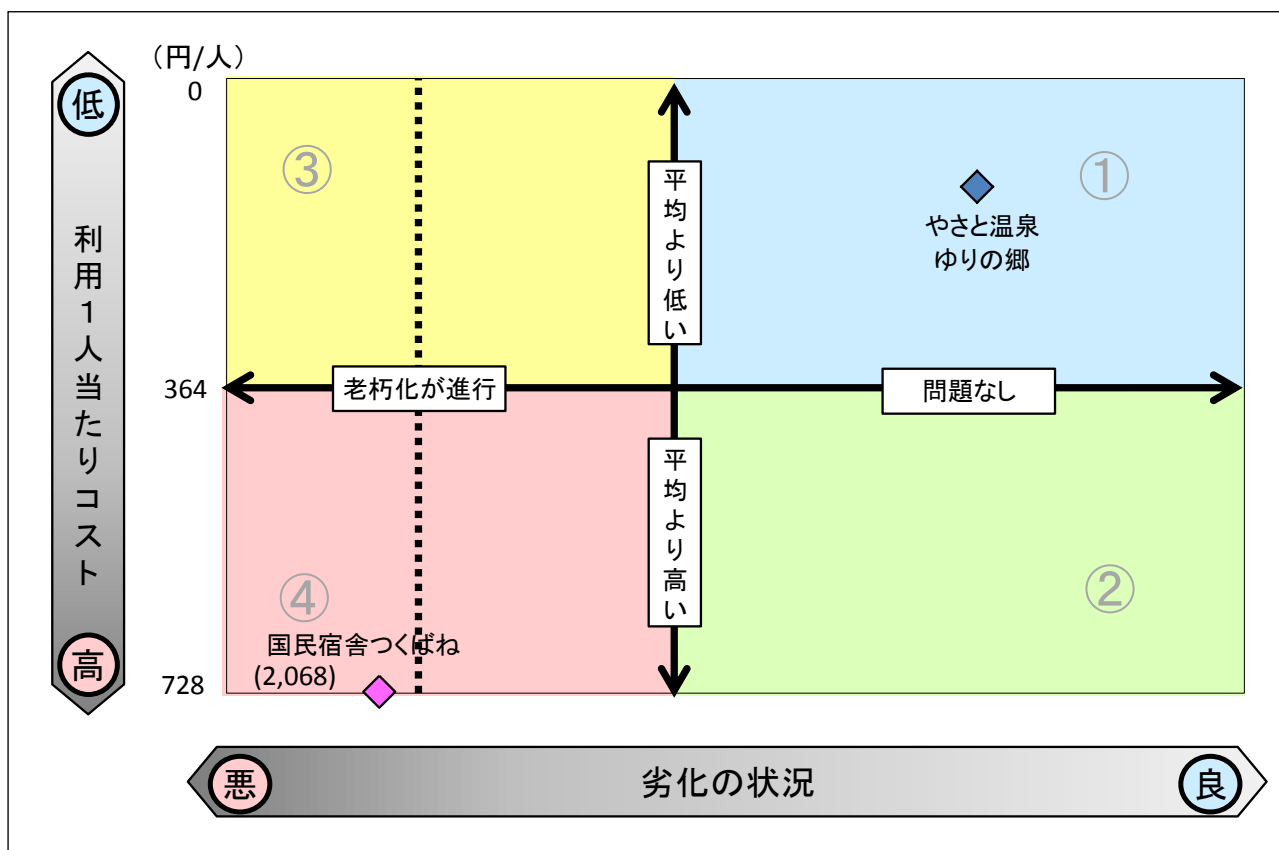 (円/人)
0
低
③
①
平均より低い
やさと温泉
ゆりの郷
利用１人当たりコスト
364
老朽化が進行
問題なし
平均より高い
④
②
国民宿舎つくばね
(2,068)
高
728
悪
劣化の状況
良